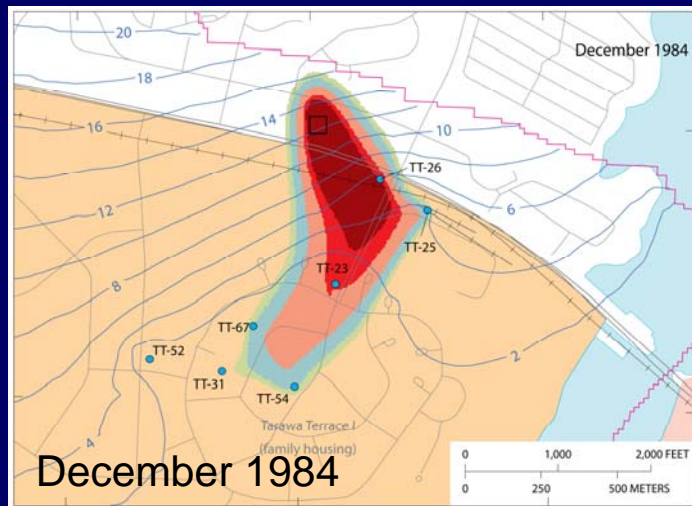 20
December 1984
18
14
16
10
TT-26
12
6
TT-25
TT-23
8
TT-67
2
TT-52
TT-31
TT-54
4
Tarawa Terrace I
(family housing)
0 1,000 2,000 FEET
0 250 500 METERS
December 1984